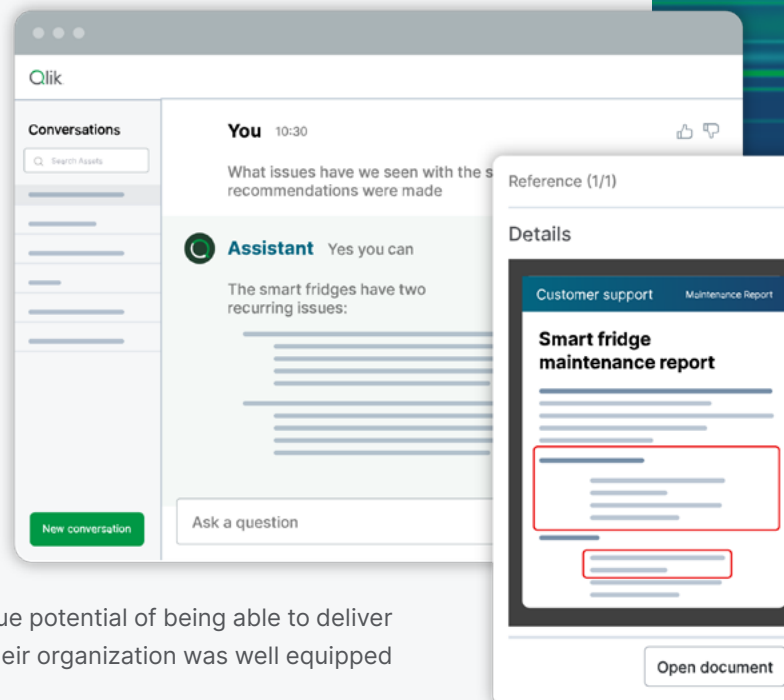 Qlik
Conversations
Search Assets
New conversation
You 10:30
What issues have we seen with the s
recommendations were made
Assistant Yes you can
The smart fridges have two
recurring issues:
Ask a question
Reference (1/1)
Details
Customer support Maintenance Report
Smart fridge
maintenance report
Open document
ue potential of being able to deliver
eir organization was well equipped